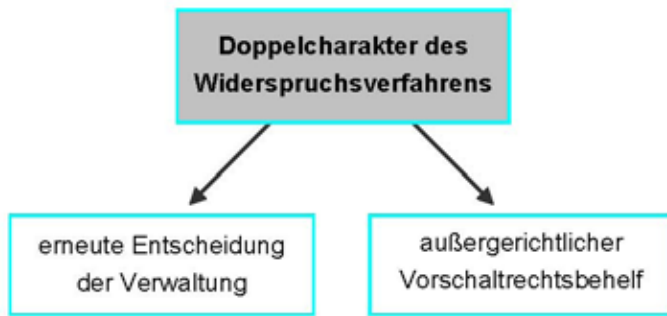 Doppelcharakter des
Widerspruchsverfahrens
erneute Entscheidung
der Verwaltung
außergerichtlicher
Vorschaltrechtsbehelf